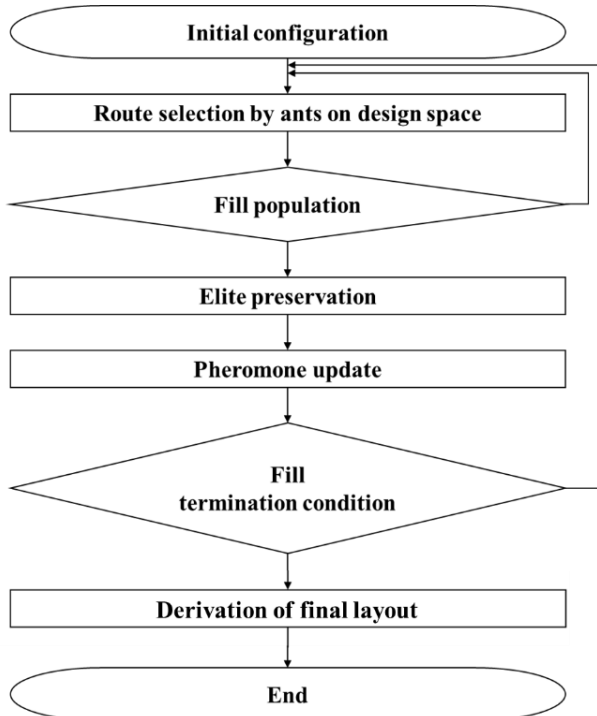 Initial configuration
Route selection by ants on design space
Fill population
Elite preservation
Pheromone update
Fill
termination condition
Derivation of final layout
End